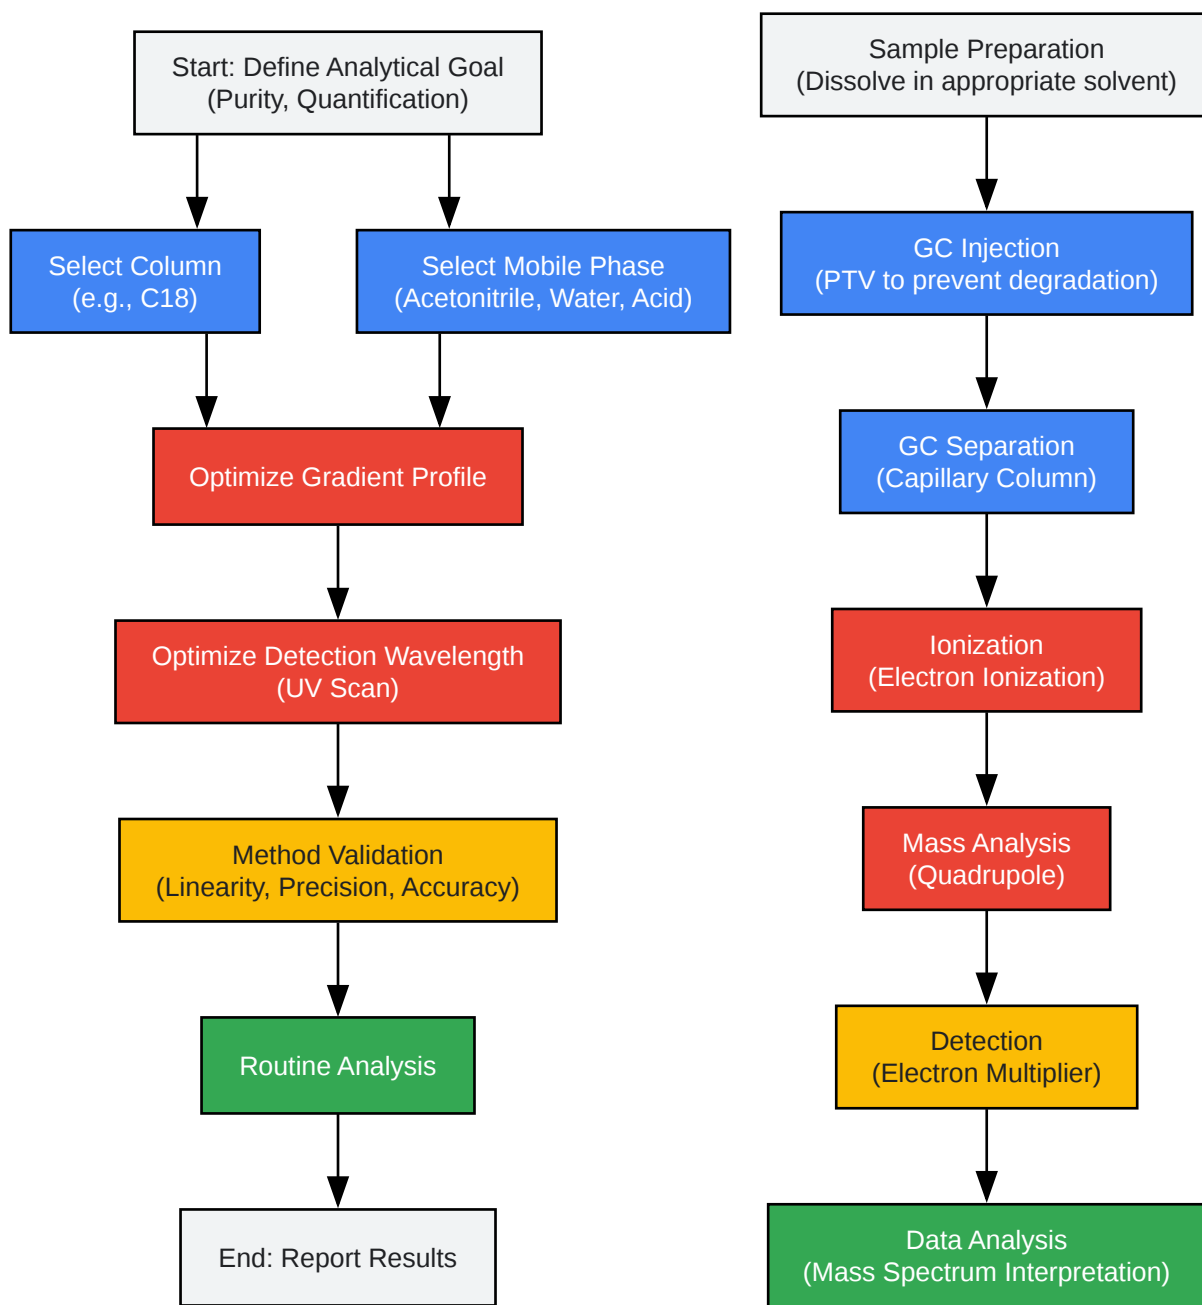 Start: Define Analytical Goal
(Purity, Quantification)
Select Column
(e.g., C18)
Select Mobile Phase
(Acetonitrile, Water, Acid)
Optimize Gradient Profile
Optimize Detection Wavelength
(UV Scan)
Method Validation
(Linearity, Precision, Accuracy)
Routine Analysis
End: Report Results
Sample Preparation
(Dissolve in appropriate solvent)
GC Injection
(PTV to prevent degradation)
GC Separation
(Capillary Column)
Ionization
(Electron Ionization)
Mass Analysis
(Quadrupole)
Detection
(Electron Multiplier)
Data Analysis
(Mass Spectrum Interpretation)